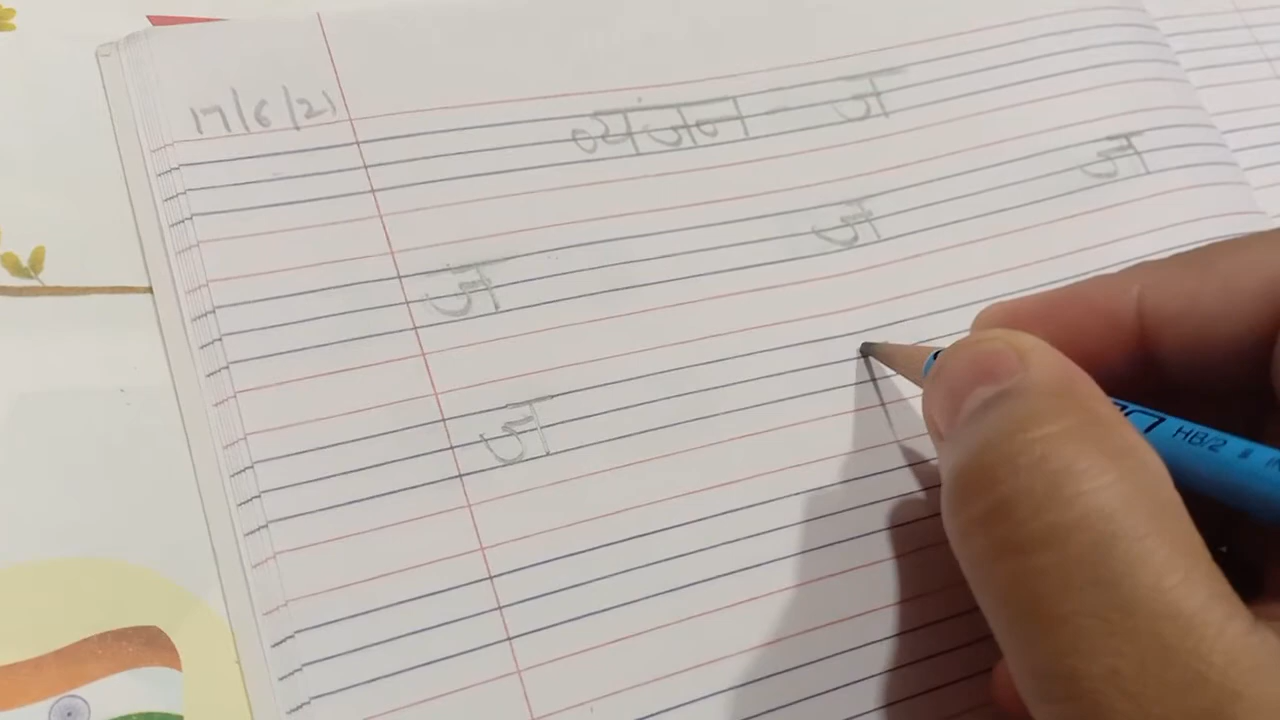 17/6/21
व्यंजन - ज
ज ज ज
ज
HB/2